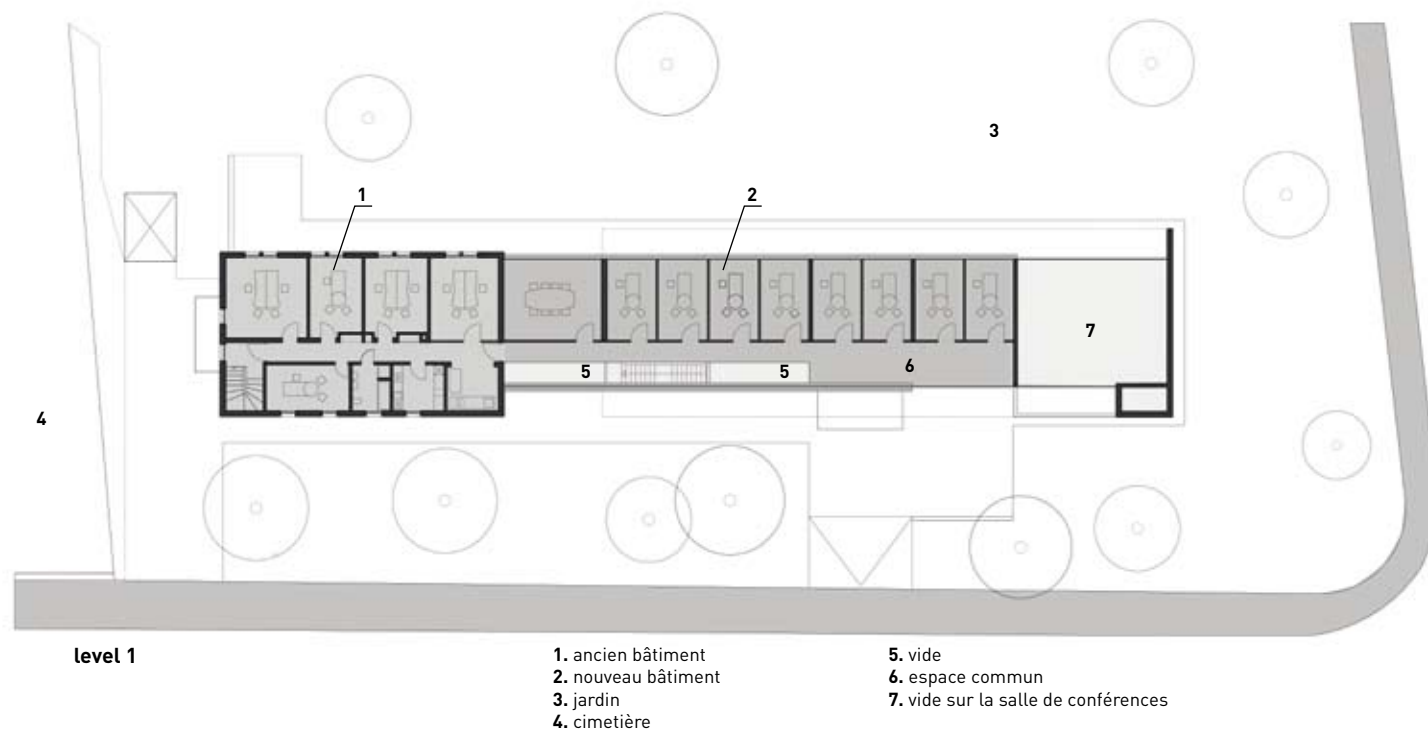 3
1
2
7
5
5
6
4
level 1
1. ancien bâtiment
2. nouveau bâtiment
3. jardin
4. cimetière
5. vide
6. espace commun
7. vide sur la salle de conférences